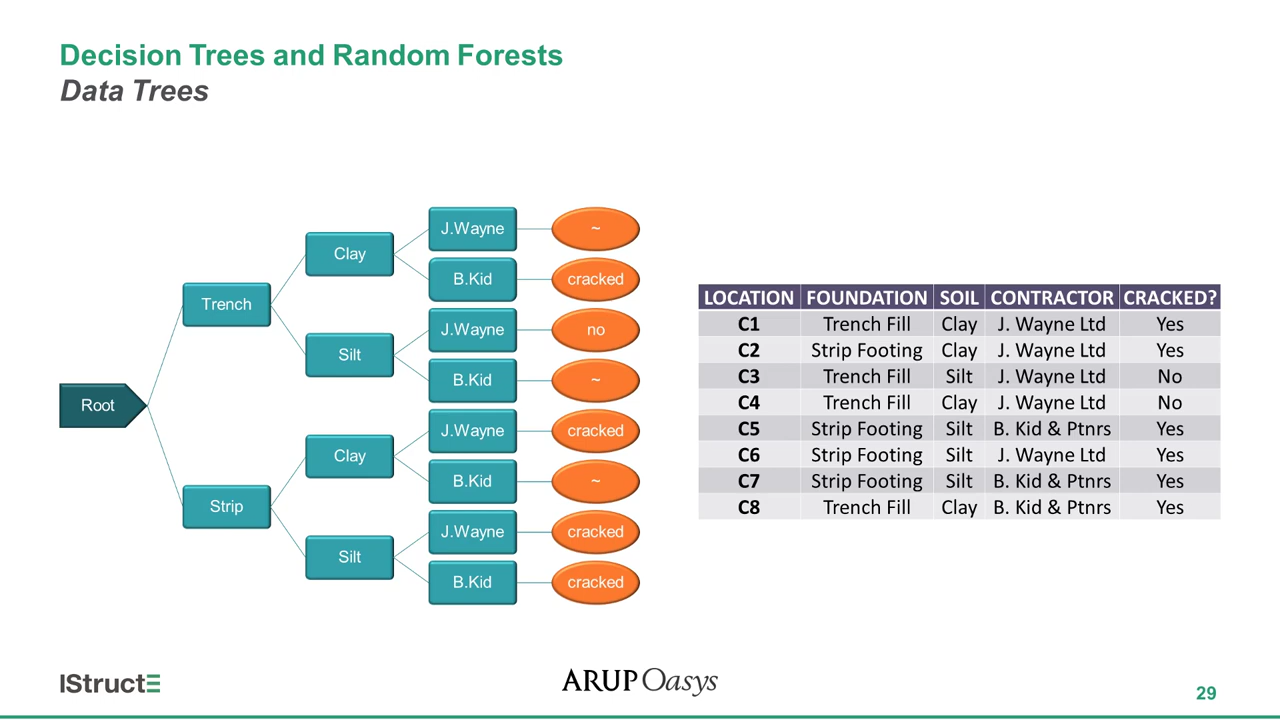 Decision Trees and Random Forests
Data Trees
Root
Trench
Strip
Clay
Silt
Clay
Silt
J.Wayne
~
B.Kid
cracked
J.Wayne
no
B.Kid
~
J.Wayne
cracked
B.Kid
~
J.Wayne
cracked
B.Kid
cracked
LOCATION FOUNDATION SOIL CONTRACTOR CRACKED?
C1 Trench Fill Clay J. Wayne Ltd Yes
C2 Strip Footing Clay J. Wayne Ltd Yes
C3 Trench Fill Silt J. Wayne Ltd No
C4 Trench Fill Clay J. Wayne Ltd No
C5 Strip Footing Silt B. Kid & Ptnrs Yes
C6 Strip Footing Silt J. Wayne Ltd Yes
C7 Strip Footing Silt B. Kid & Ptnrs Yes
C8 Trench Fill Clay B. Kid & Ptnrs Yes
IStructE
ARUP Oasys
29